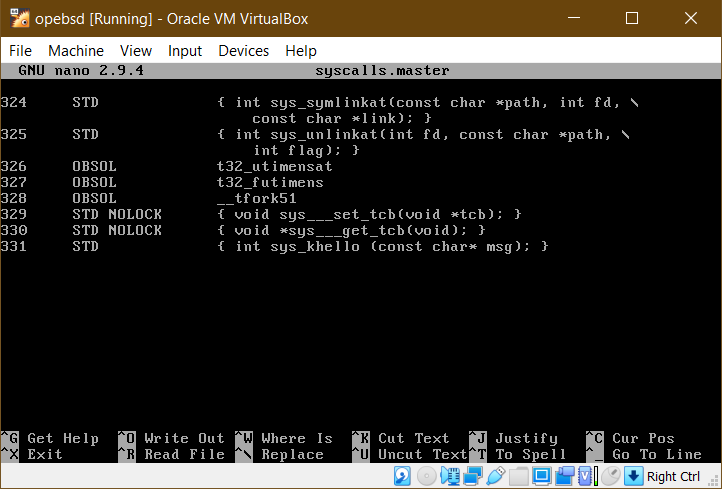 opebsd [Running] - Oracle VM VirtualBox
File Machine View Input Devices Help
GNU nano 2.9.4 syscalls.master
324 STD { int sys_symlinkat(const char *path, int fd, \
const char *link); }
325 STD { int sys_unlinkat(int fd, const char *path, \
int flag); }
326 OBSOL t32_utimensat
327 OBSOL t32_futimens
328 OBSOL __tfork51
329 STD NOLOCK { void sys___set_tcb(void *tcb); }
330 STD NOLOCK { void *sys___get_tcb(void); }
331 STD { int sys_khello (const char* msg); }
^G Get Help ^O Write Out ^W Where Is ^K Cut Text ^J Justify ^C Cur Pos
^X Exit ^R Read File ^\ Replace ^U Uncut Text ^T To Spell ^_ Go To Line
Right Ctrl